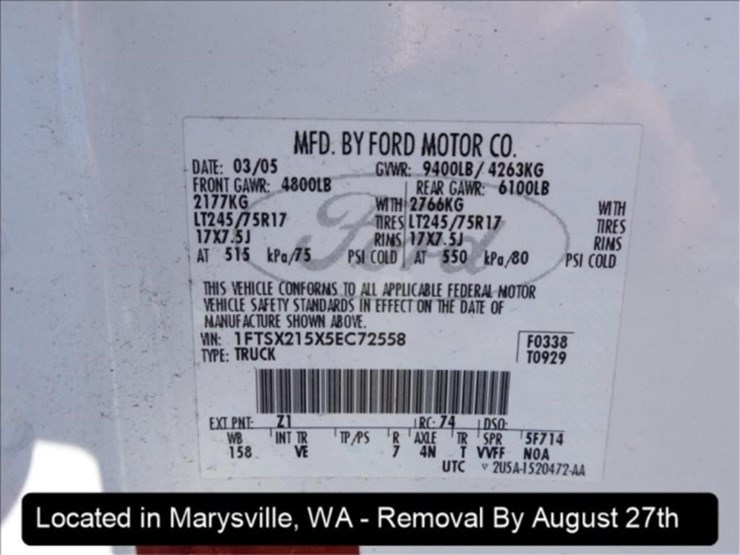 MFD. BY FORD MOTOR CO.
DATE: 03/05 GVWR: 9400LB/ 4263KG
FRONT GAWR: 4800LB REAR GAWR: 6100LB
2177KG WITH 2766KG WITH
LT245/75R17 TIRES LT245/75R17 TIRES
17X7.5J RIMS 17X7.5J RIMS
AT 515 kPa/75 PSI COLD AT 550 kPa/80 PSI COLD
Ford
THIS VEHICLE CONFORMS TO ALL APPLICABLE FEDERAL MOTOR
VEHICLE SAFETY STANDARDS IN EFFECT ON THE DATE OF
MANUFACTURE SHOWN ABOVE.
VIN: 1FTSX215X5EC72558 F0338
TYPE: TRUCK T0929
EXT PNT: Z1 RC: 74 DSO:
WB INT TR TP/PS R AXLE TR SPR 5F714
158 VE 7 4N T VVFF NOA
UTC 2U5A-1520472-AA
Located in Marysville, WA - Removal By August 27th